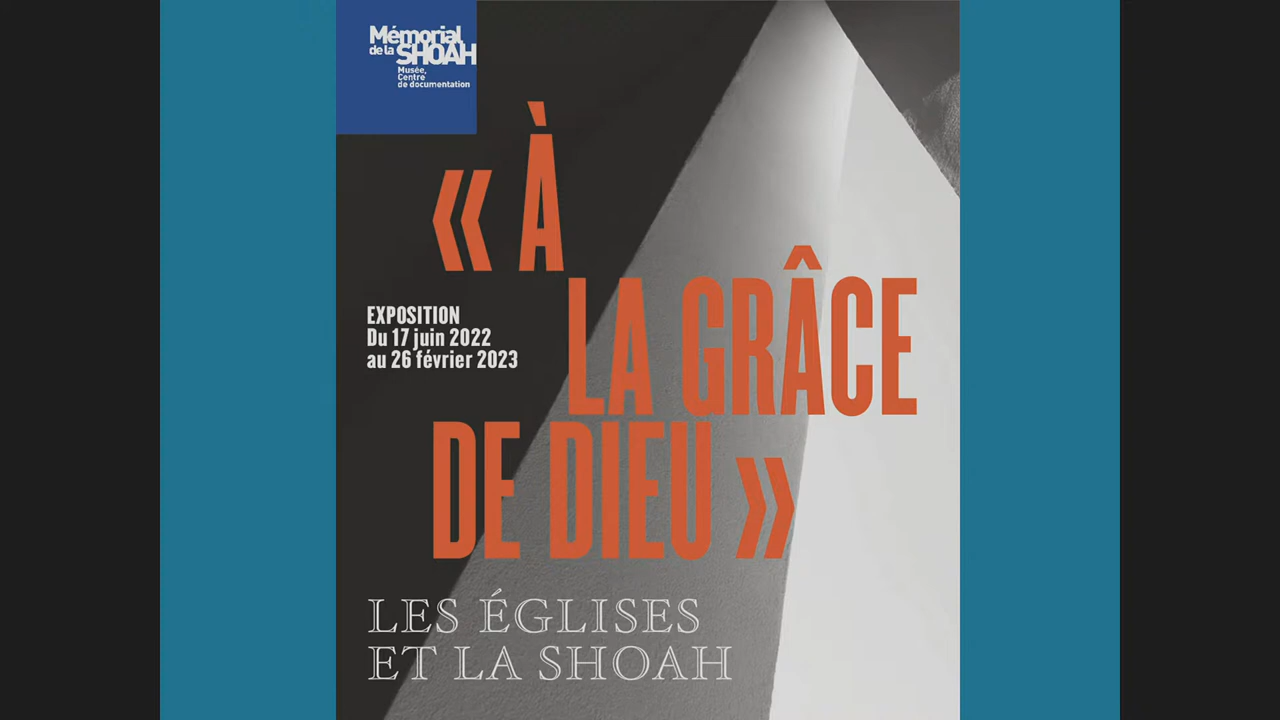 Mémorial
de la SHOAH
Musée,
Centre
de documentation
« À
LA GRÂCE
DE DIEU »
EXPOSITION
Du 17 juin 2022
au 26 février 2023
LES ÉGLISES
ET LA SHOAH